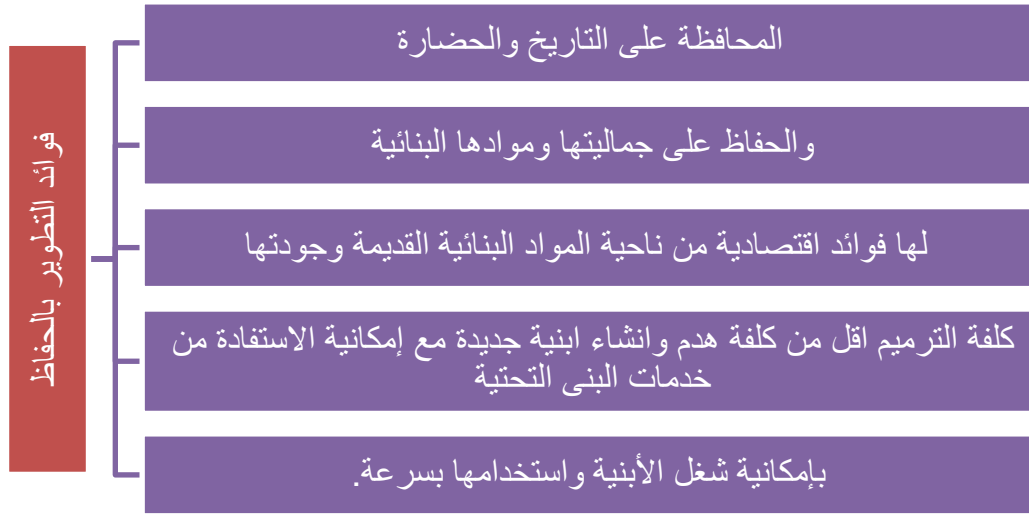 فوائد التطوير بالحفاظ
المحافظة على التاريخ والحضارة
والحفاظ على جماليتها وموادها البنائية
لها فوائد اقتصادية من ناحية المواد البنائية القديمة وجودتها
كلفة الترميم اقل من كلفة هدم وانشاء ابنية جديدة مع إمكانية الاستفادة من
خدمات البنى التحتية
بإمكانية شغل الأبنية واستخدامها بسرعة.